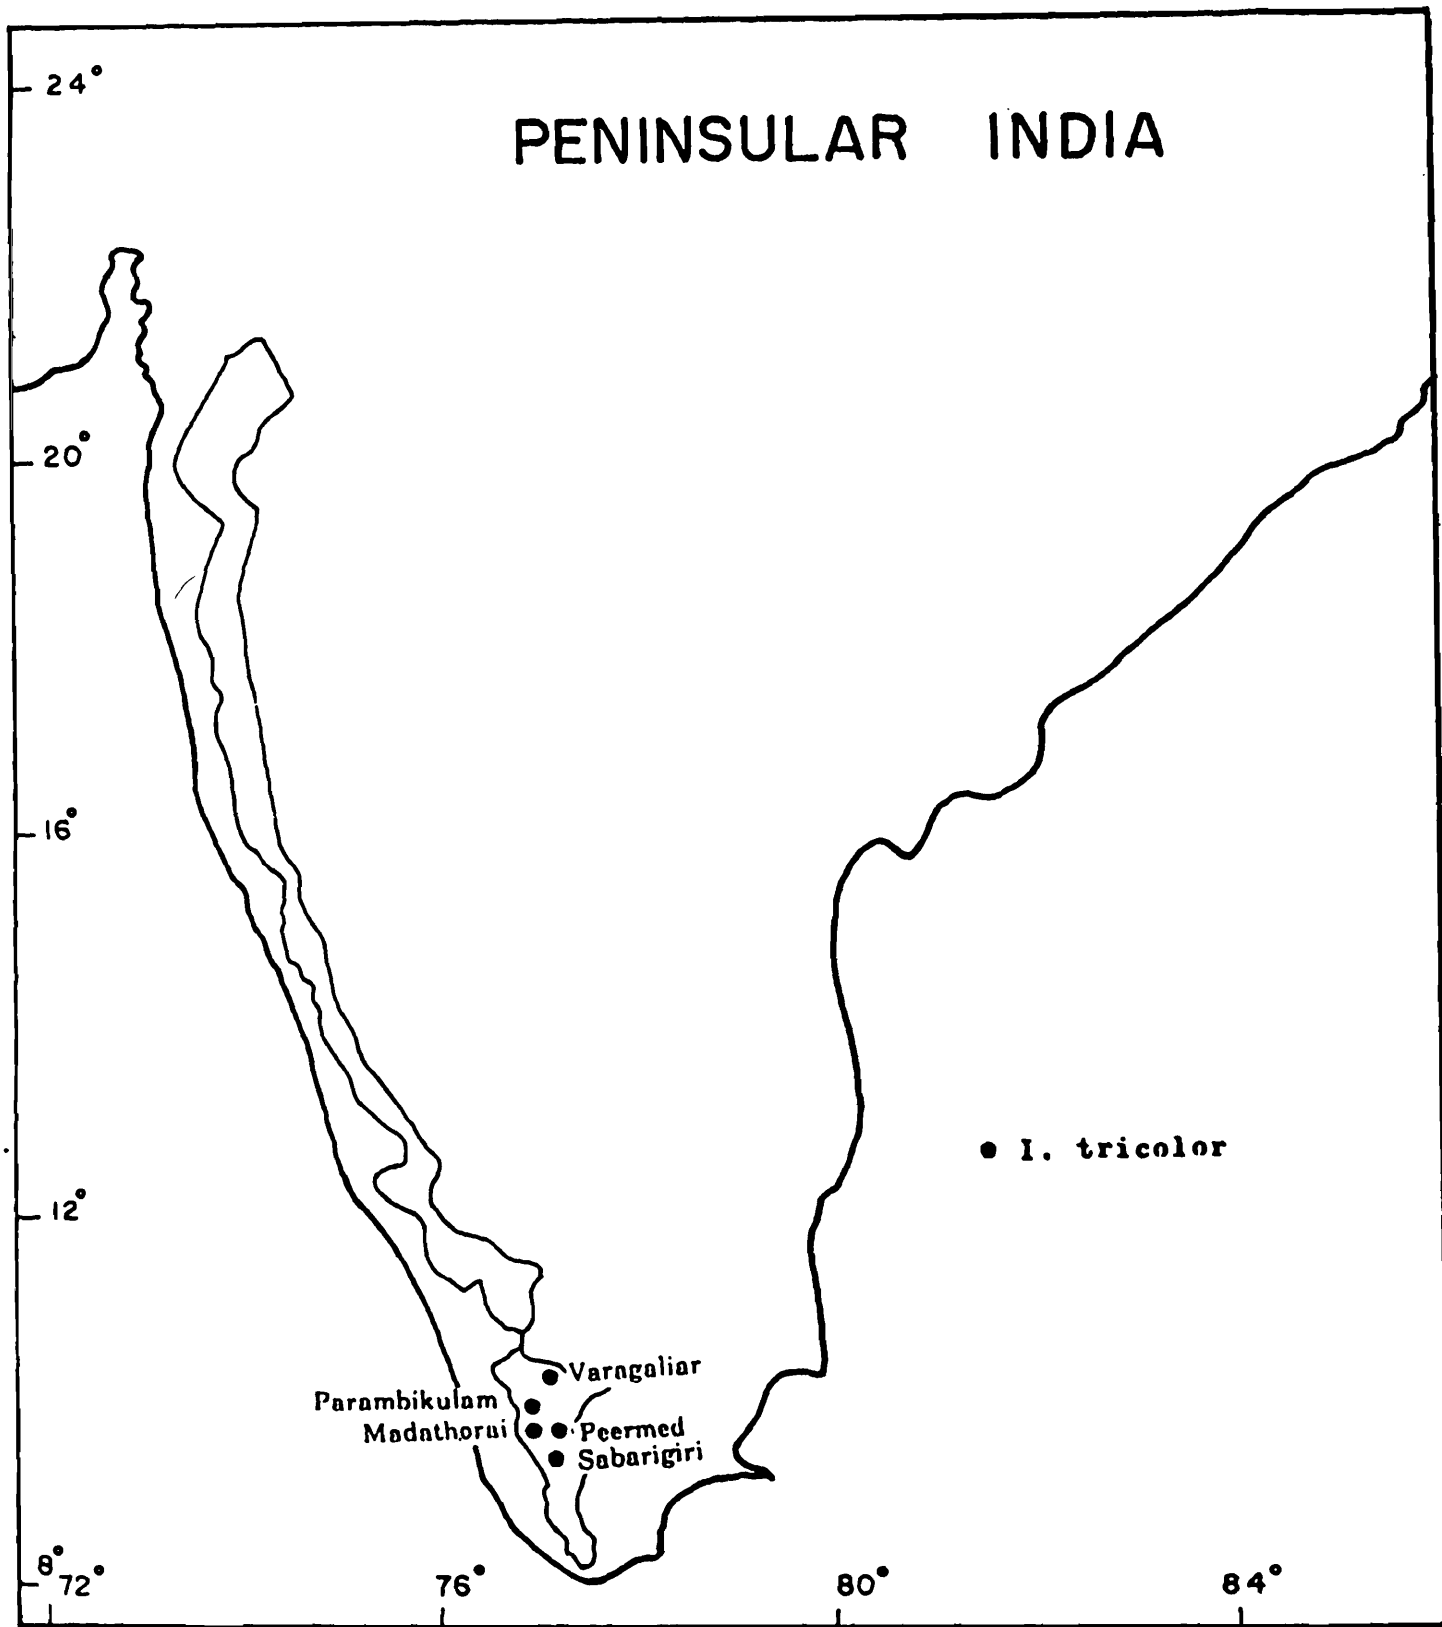 24°
PENINSULAR INDIA
20°
16°
● I. tricolor
12°
Varagaliar
Parambikulam
Madathorai
Peermed
Sabarigiri
8°
72° 76° 80° 84°